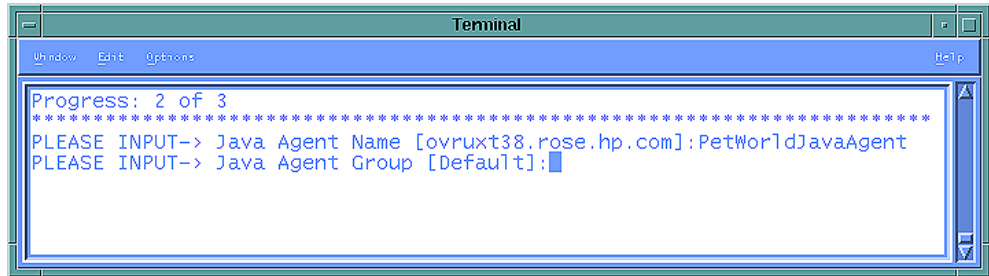 Terminal
Window Edit Options Help
Progress: 2 of 3
*************************************************************************
PLEASE INPUT-> Java Agent Name [ovruxt38.rose.hp.com]:PetWorldJavaAgent
PLEASE INPUT-> Java Agent Group [Default]: